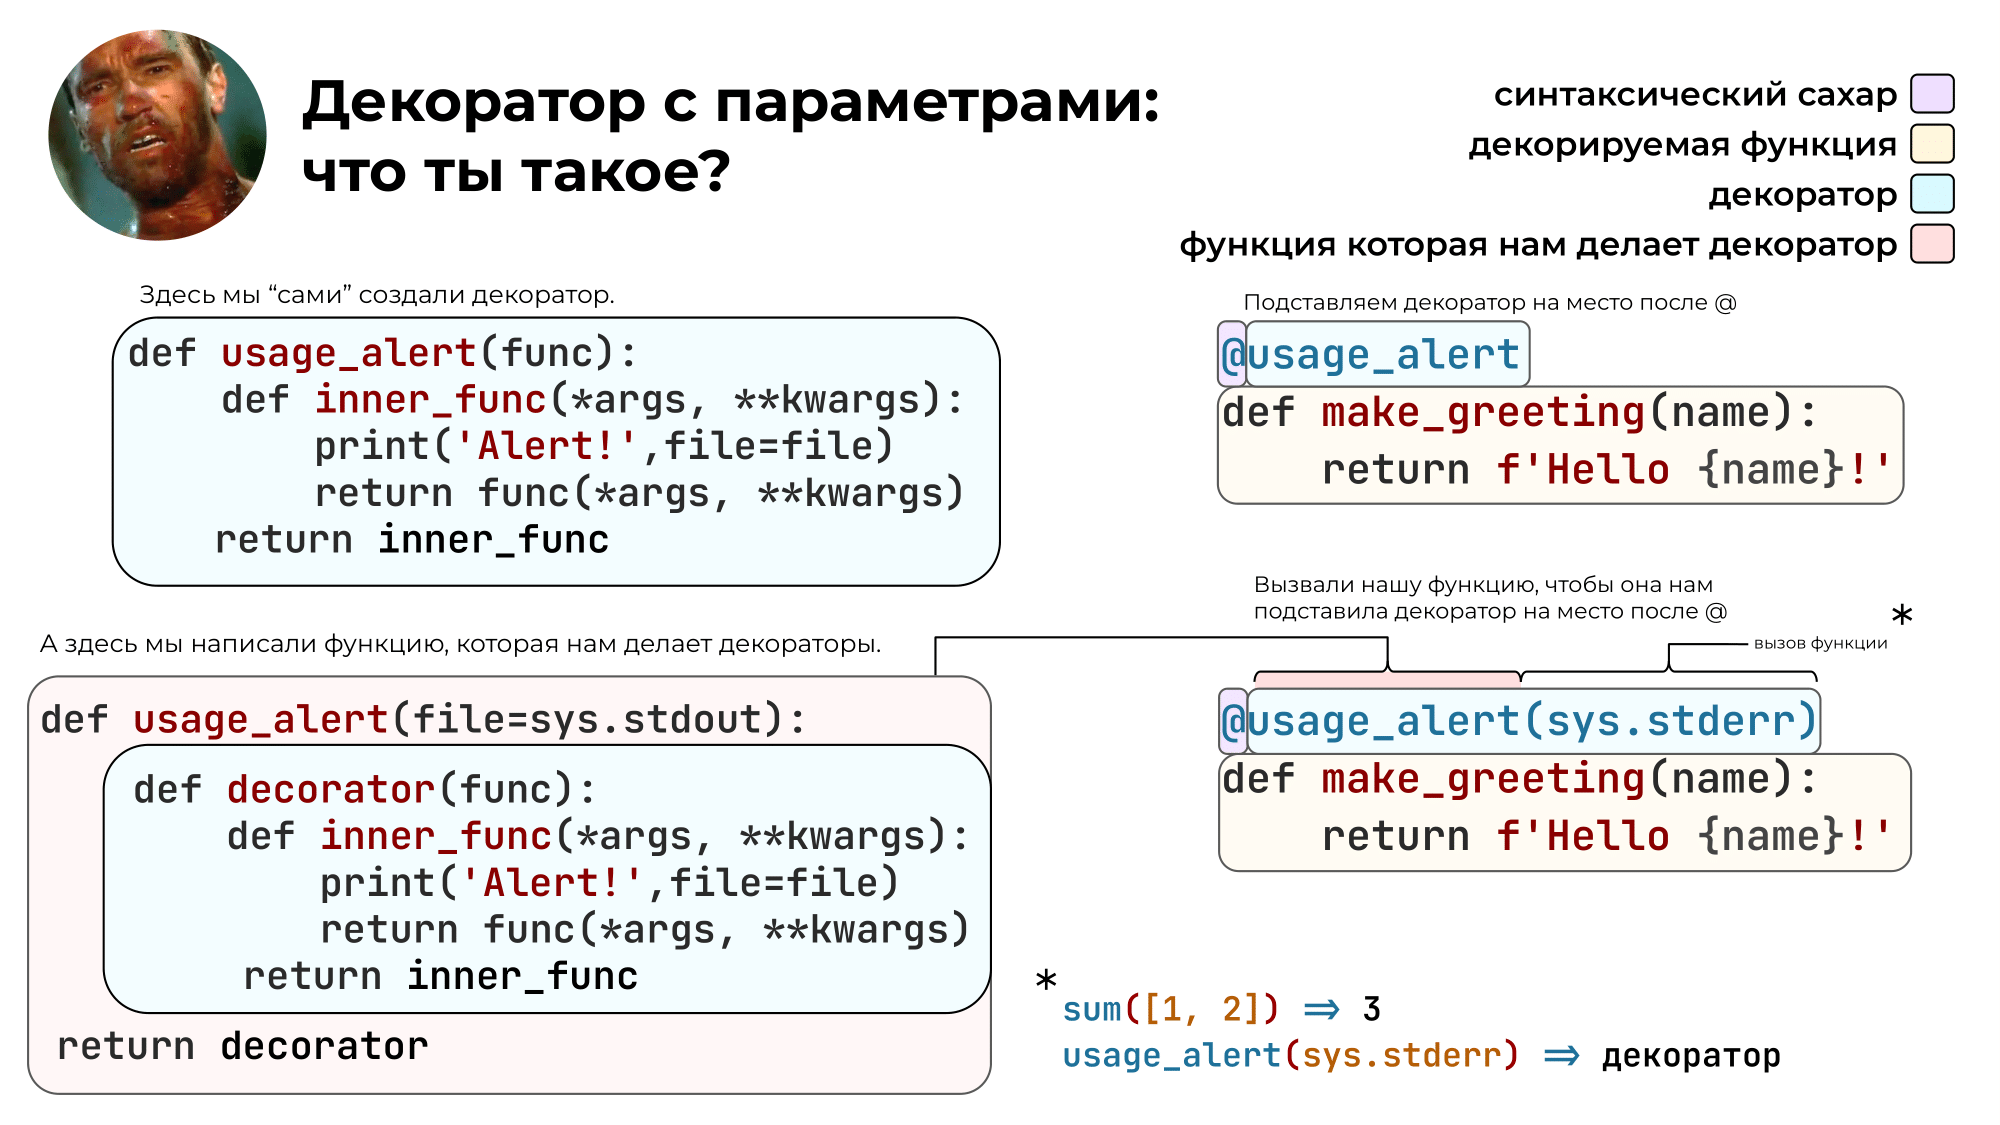 Декоратор с параметрами:
что ты такое?
синтаксический сахар
декорируемая функция
декоратор
функция которая нам делает декоратор
Здесь мы “сами” создали декоратор.
def usage_alert(func):
    def inner_func(*args, **kwargs):
        print('Alert!',file=file)
        return func(*args, **kwargs)
    return inner_func
Подставляем декоратор на место после @
@usage_alert
def make_greeting(name):
    return f'Hello {name}!'
А здесь мы написали функцию, которая нам делает декораторы.
def usage_alert(file=sys.stdout):
    def decorator(func):
        def inner_func(*args, **kwargs):
            print('Alert!',file=file)
            return func(*args, **kwargs)
        return inner_func
return decorator
Вызвали нашу функцию, чтобы она нам
подставила декоратор на место после @
*
вызов функции
@usage_alert(sys.stderr)
def make_greeting(name):
    return f'Hello {name}!'
*
sum([1, 2]) => 3
usage_alert(sys.stderr) => декоратор